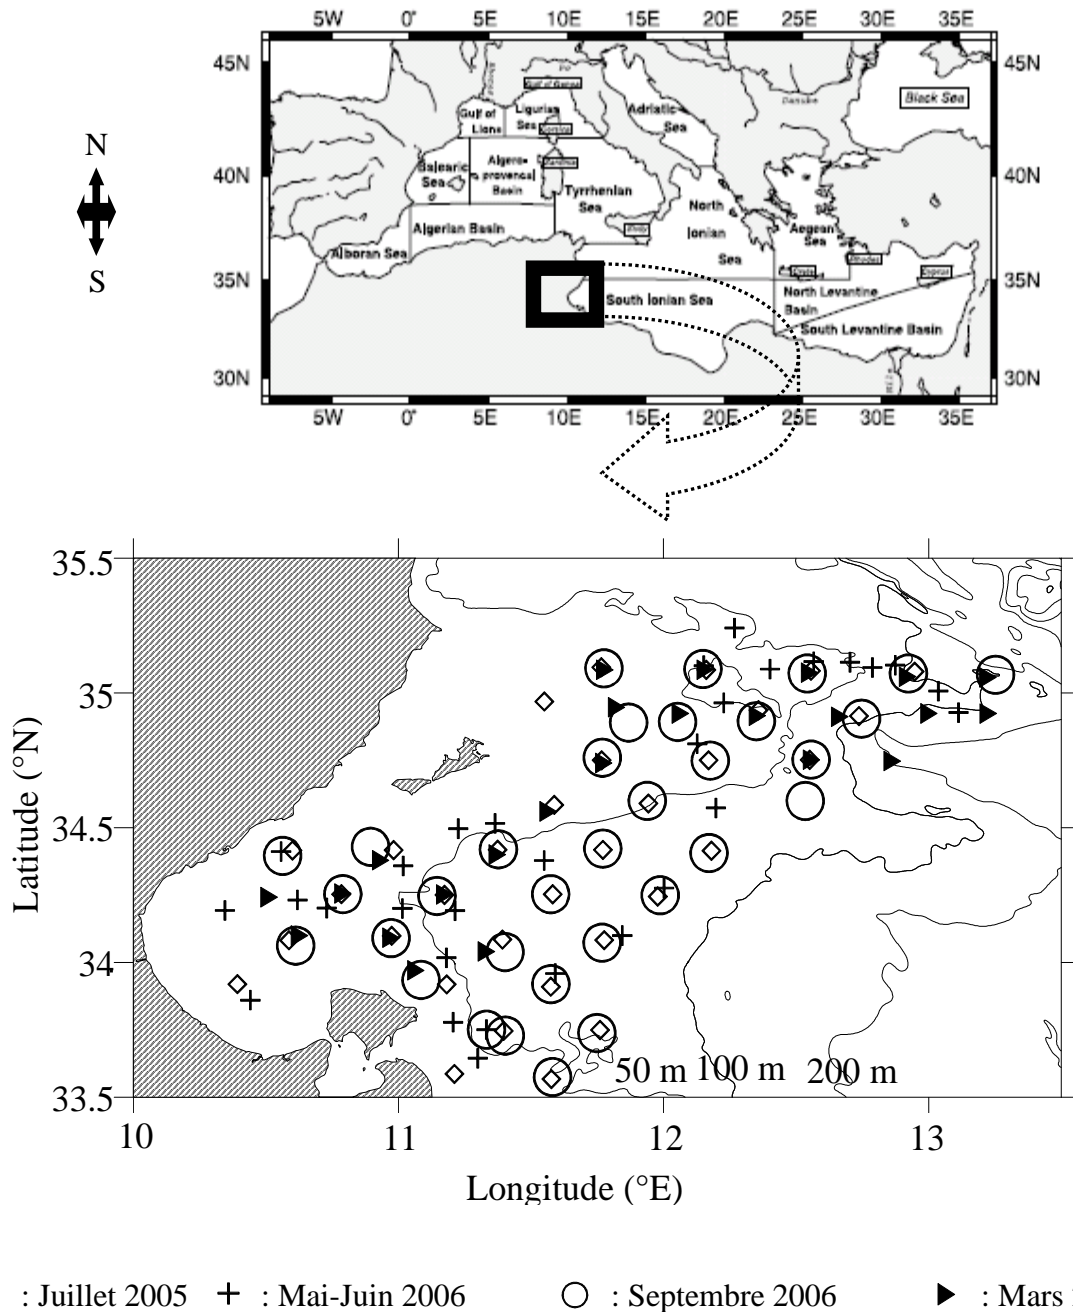 5W 0° 5E 10E 15E 20E 25E 30E 35E
45N 45N
Black Sea
Danube
Po
Gulf of Genoa
Gulf of Lions
Ligurian Sea
Corsica
Adriatic Sea
N
40N 40N
Balearic Sea
Algero-provencal Basin
Sardinia
Tyrrhenian Sea
North Ionian Sea
Aegean Sea
Sicily
Algerian Basin
Alboran Sea
Rhodes
Crete
Cyprus
S
35N 35N
South Ionian Sea
North Levantine Basin
South Levantine Basin
30N 30N
5W 0° 5E 10E 15E 20E 25E 30E 35E
35.5
35
34.5
34
33.5
Latitude (°N)
50 m 100 m 200 m
10 11 12 13
Longitude (°E)
: Juillet 2005 + : Mai-Juin 2006 : Septembre 2006 : Mars